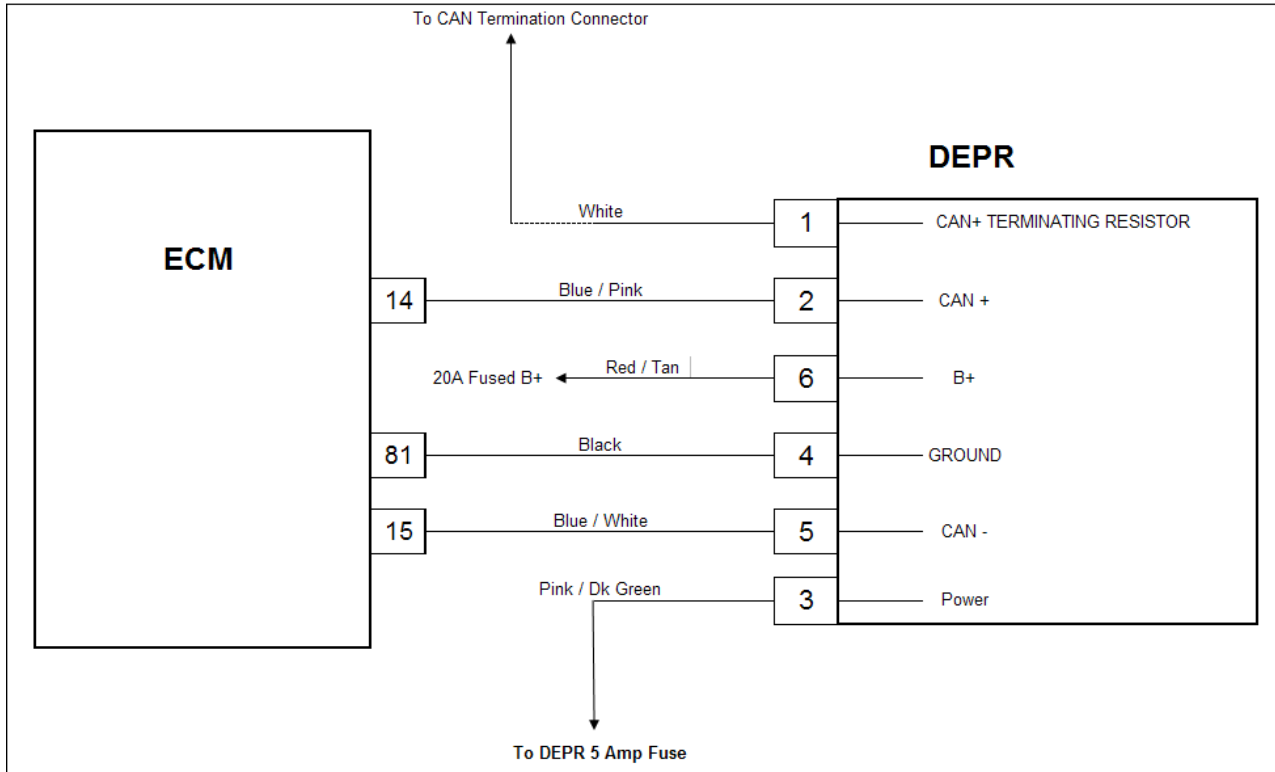 To CAN Termination Connector
DEPR
White
1
CAN+ TERMINATING RESISTOR
ECM
14
Blue / Pink
2
CAN +
20A Fused B+
Red / Tan
6
B+
81
Black
4
GROUND
15
Blue / White
5
CAN -
Pink / Dk Green
3
Power
To DEPR 5 Amp Fuse